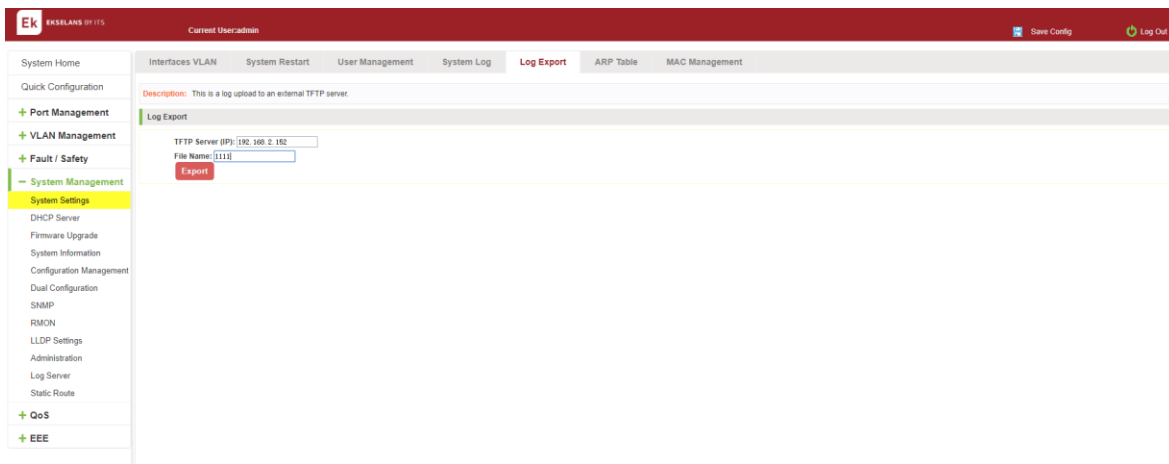 Ek EKSELANS BY ITS
Current User:admin
Save Config
Log Out
System Home
Quick Configuration
+ Port Management
+ VLAN Management
+ Fault / Safety
− System Management
System Settings
DHCP Server
Firmware Upgrade
System Information
Configuration Management
Dual Configuration
SNMP
RMON
LLDP Settings
Administration
Log Server
Static Route
+ QoS
+ EEE
Interfaces VLAN System Restart User Management System Log Log Export ARP Table MAC Management
Description: This is a log upload to an external TFTP server.
Log Export
TFTP Server (IP): 192.168.2.152
File Name: 1111
Export